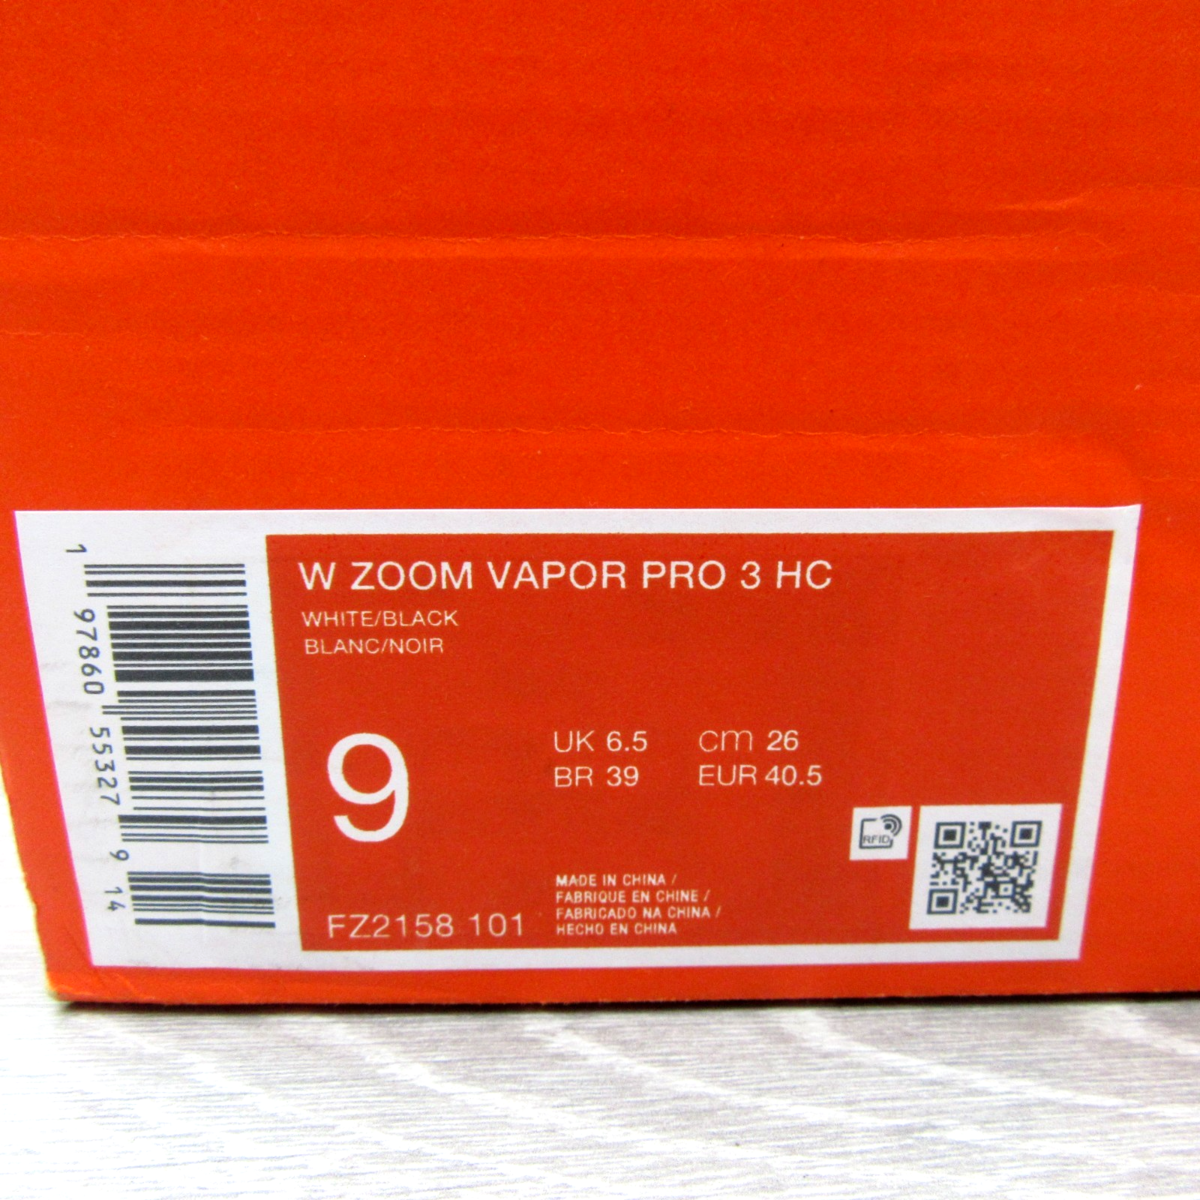 W ZOOM VAPOR PRO 3 HC
WHITE/BLACK
BLANC/NOIR
9
UK 6.5 cm 26
BR 39 EUR 40.5
FZ2158 101
MADE IN CHINA /
FABRIQUE EN CHINE /
FABRICADO NA CHINA /
HECHO EN CHINA
RFID
1 97860 55327 9 14